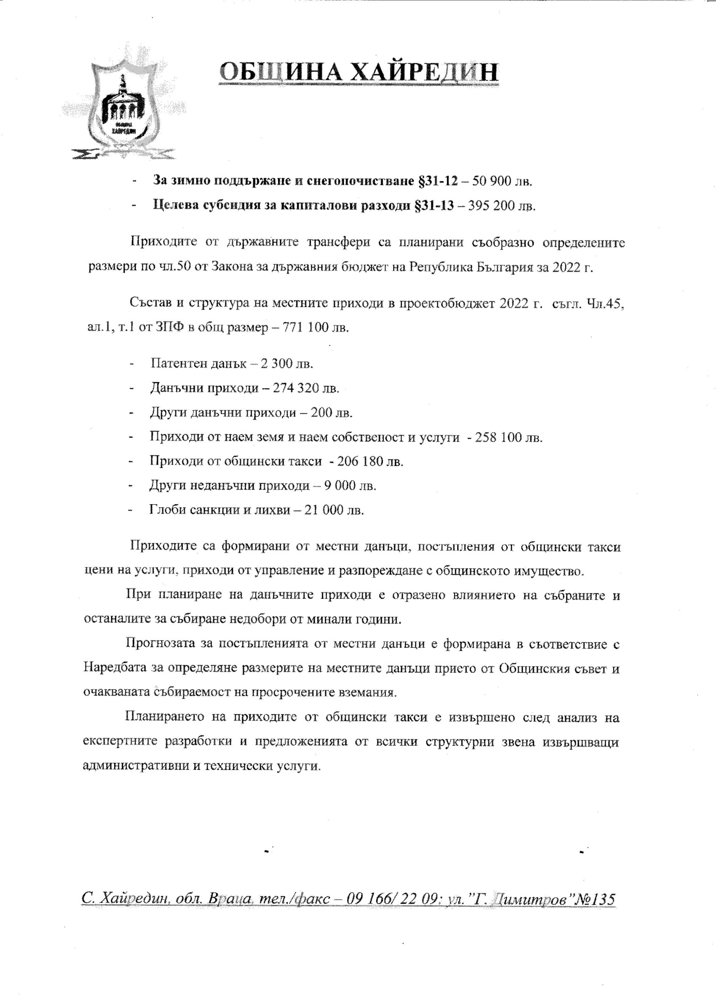 ОБЩИНА ХАЙРЕДИН
ОБЩИНА
ХАЙРЕДИН
- За зимно поддържане и снегопочистване §31-12 – 50 900 лв.
- Целева субсидия за капиталови разходи §31-13 – 395 200 лв.
Приходите от държавните трансфери са планирани съобразно определените
размери по чл.50 от Закона за държавния бюджет на Република България за 2022 г.
Състав и структура на местните приходи в проектобюджет 2022 г. съгл. Чл.45,
ал.1, т.1 от ЗПФ в общ размер – 771 100 лв.
- Патентен данък – 2 300 лв.
- Данъчни приходи – 274 320 лв.
- Други данъчни приходи – 200 лв.
- Приходи от наем земя и наем собственост и услуги - 258 100 лв.
- Приходи от общински такси - 206 180 лв.
- Други неданъчни приходи – 9 000 лв.
- Глоби санкции и лихви – 21 000 лв.
Приходите са формирани от местни данъци, постъпления от общински такси
цени на услуги, приходи от управление и разпореждане с общинското имущество.
При планиране на данъчните приходи е отразено влиянието на събраните и
останалите за събиране недобори от минали години.
Прогнозата за постъпленията от местни данъци е формирана в съответствие с
Наредбата за определяне размерите на местните данъци прието от Общинския съвет и
очакваната събираемост на просрочените вземания.
Планирането на приходите от общински такси е извършено след анализ на
експертните разработки и предложенията от всички структурни звена извършващи
административни и технически услуги.
С. Хайредин, обл. Враца, тел./факс – 09 166/ 22 09; ул."Г. Димитров"№135